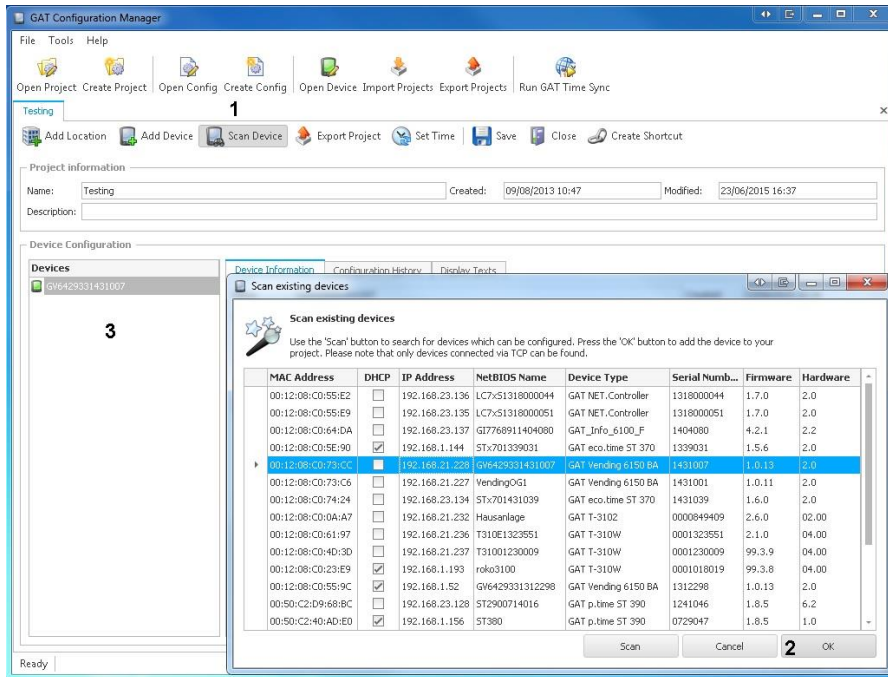 GAT Configuration Manager
File Tools Help
Open Project Create Project Open Config Create Config Open Device Import Projects Export Projects Run GAT Time Sync
1
Testing
Add Location Add Device Scan Device Export Project Set Time Save Close Create Shortcut
Project information
Name: Testing Created: 09/08/2013 10:47 Modified: 23/06/2015 16:37
Description:
Device Configuration
Devices
GV6429331431007
3
Device Information Configuration History Display Texts
Scan existing devices
Scan existing devices
Use the 'Scan' button to search for devices which can be configured. Press the 'OK' button to add the device to your
project. Please note that only devices connected via TCP can be found.
MAC Address DHCP IP Address NetBIOS Name Device Type Serial Numb... Firmware Hardware
00:12:08:C0:55:E2 192.168.23.136 LC7x51318000044 GAT NET.Controller 1318000044 1.7.0 2.0
00:12:08:C0:55:E9 192.168.23.135 LC7x51318000051 GAT NET.Controller 1318000051 1.7.0 2.0
00:12:08:C0:64:DA 192.168.23.137 GI7768911404080 GAT_Info_6100_F 1404080 4.2.1 2.2
00:12:08:C0:5E:90 192.168.1.144 STx701339031 GAT eco.time ST 370 1339031 1.5.6 2.0
00:12:08:C0:73:CC 192.168.21.228 GV6429331431007 GAT Vending 6150 BA 1431007 1.0.13 2.0
00:12:08:C0:73:C6 192.168.21.227 VendingOG1 GAT Vending 6150 BA 1431001 1.0.11 2.0
00:12:08:C0:74:24 192.168.23.134 STx701431039 GAT eco.time ST 370 1431039 1.6.0 2.0
00:12:08:C0:0A:A7 192.168.21.232 Hausanlage GAT T-3102 0000849409 2.6.0 02.00
00:12:08:C0:61:97 192.168.21.236 T310E1323551 GAT T-310W 0001323551 2.1.0 04.00
00:12:08:C0:4D:3D 192.168.21.237 T31001230009 GAT T-310W 0001230009 99.3.9 04.00
00:12:08:C0:23:E9 192.168.1.193 roko3100 GAT T-310W 0001018019 99.3.8 04.00
00:12:08:C0:55:9C 192.168.1.52 GV6429331312298 GAT Vending 6150 BA 1312298 1.0.13 2.0
00:50:C2:D9:68:BC 192.168.23.128 ST2900714016 GAT p.time ST 390 1241046 1.8.5 6.2
00:50:C2:40:AD:E0 192.168.1.156 ST380 GAT p.time ST 390 0729047 1.8.5 1.0
Scan Cancel 2 OK
Ready